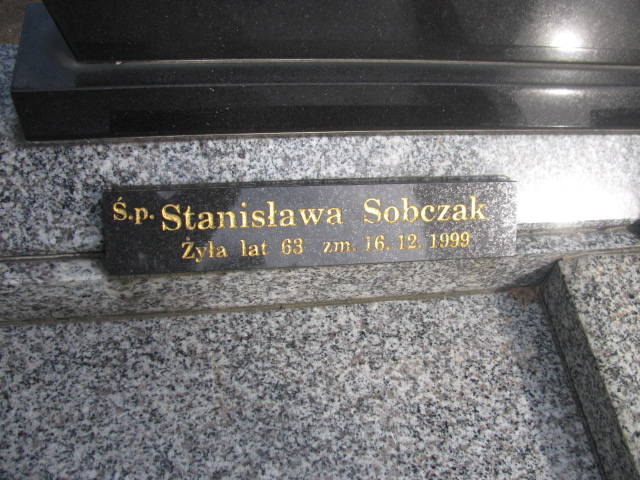 Ś.p. Stanisława Sobczak
Żyła lat 63 zm. 16. 12. 1999